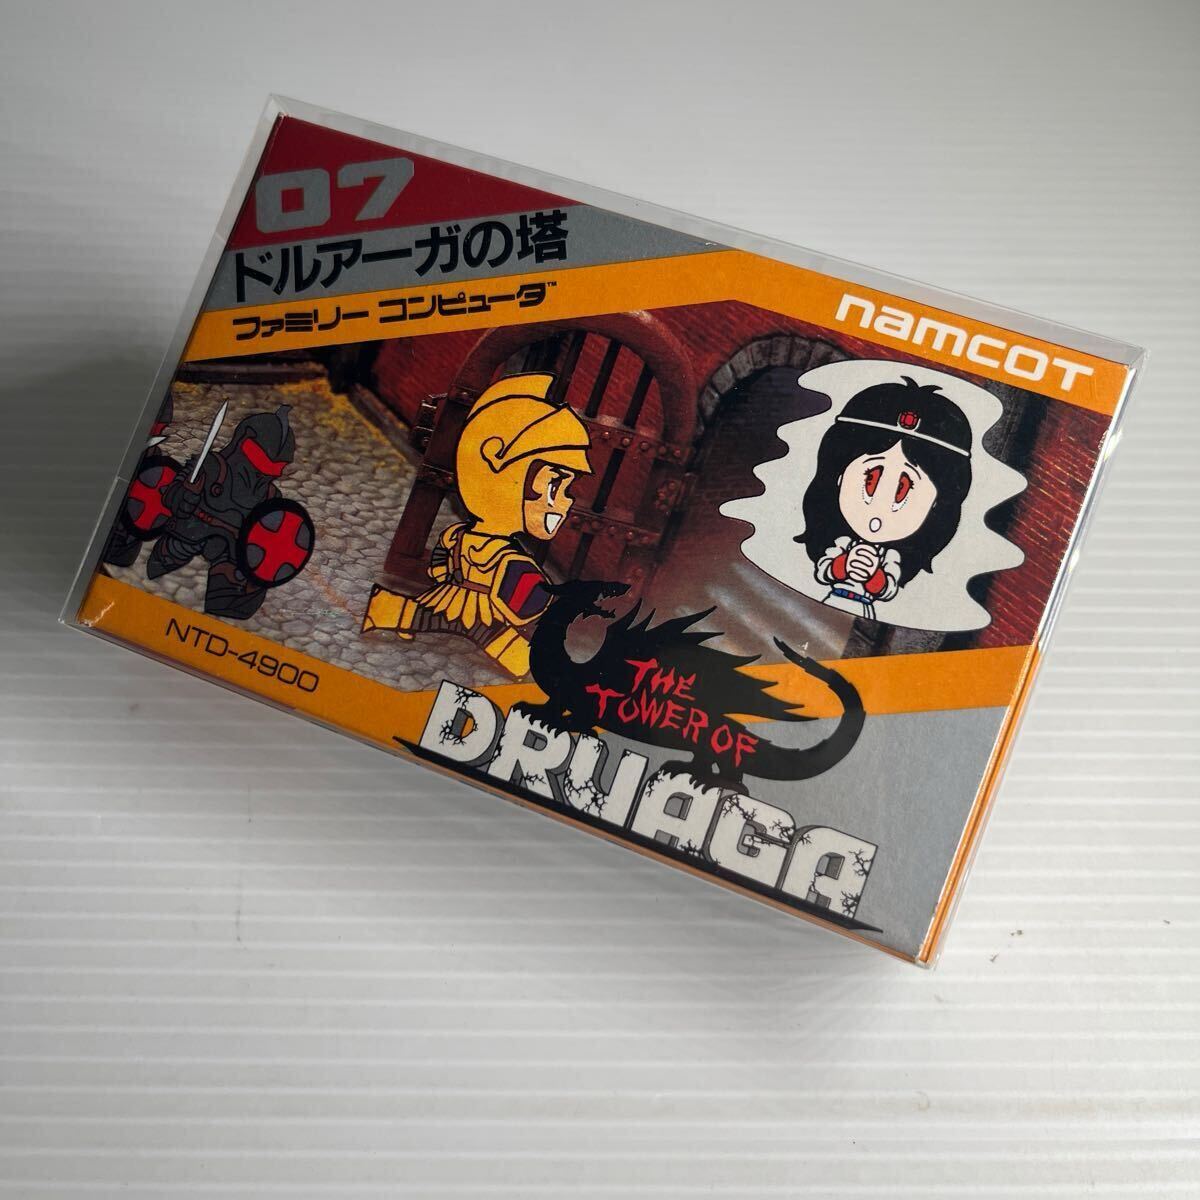 07
ドルアーガの塔
ファミリー コンピュータ™
namcoT
NTD-4900
THE
TOWER OF
DRUAGA